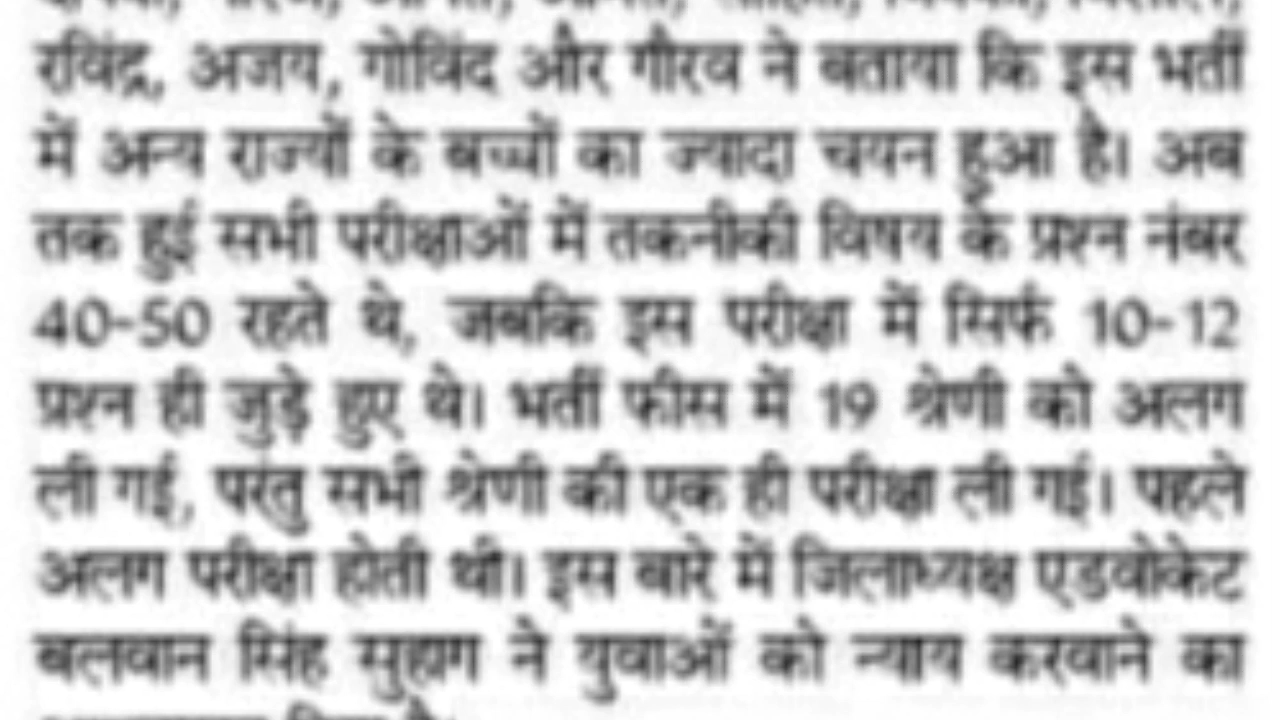 रविंद्र, अजय, गोविंद और गौरव ने बताया कि इस भर्ती
में अन्य राज्यों के बच्चों का ज्यादा चयन हुआ है। अब
तक हुई सभी परीक्षाओं में तकनीकी विषय के प्रश्न नंबर
40-50 रहते थे, जबकि इस परीक्षा में सिर्फ 10-12
प्रश्न ही जुड़े हुए थे। भर्ती फीस में 19 श्रेणी को अलग
ली गई, परंतु सभी श्रेणी की एक ही परीक्षा ली गई। पहले
अलग परीक्षा होती थी। इस बारे में जिलाध्यक्ष एडवोकेट
बलवान सिंह सुहाग ने युवाओं को न्याय करवाने का